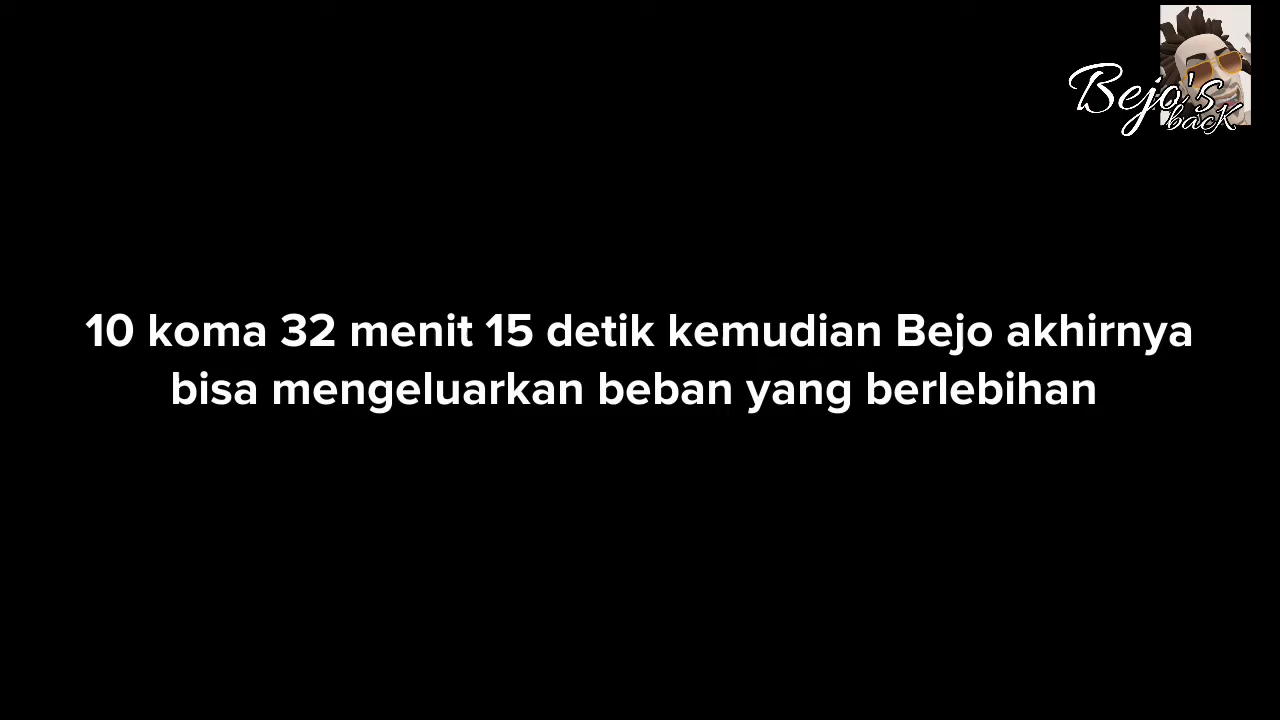 Bejo's
back
10 koma 32 menit 15 detik kemudian Bejo akhirnya
bisa mengeluarkan beban yang berlebihan